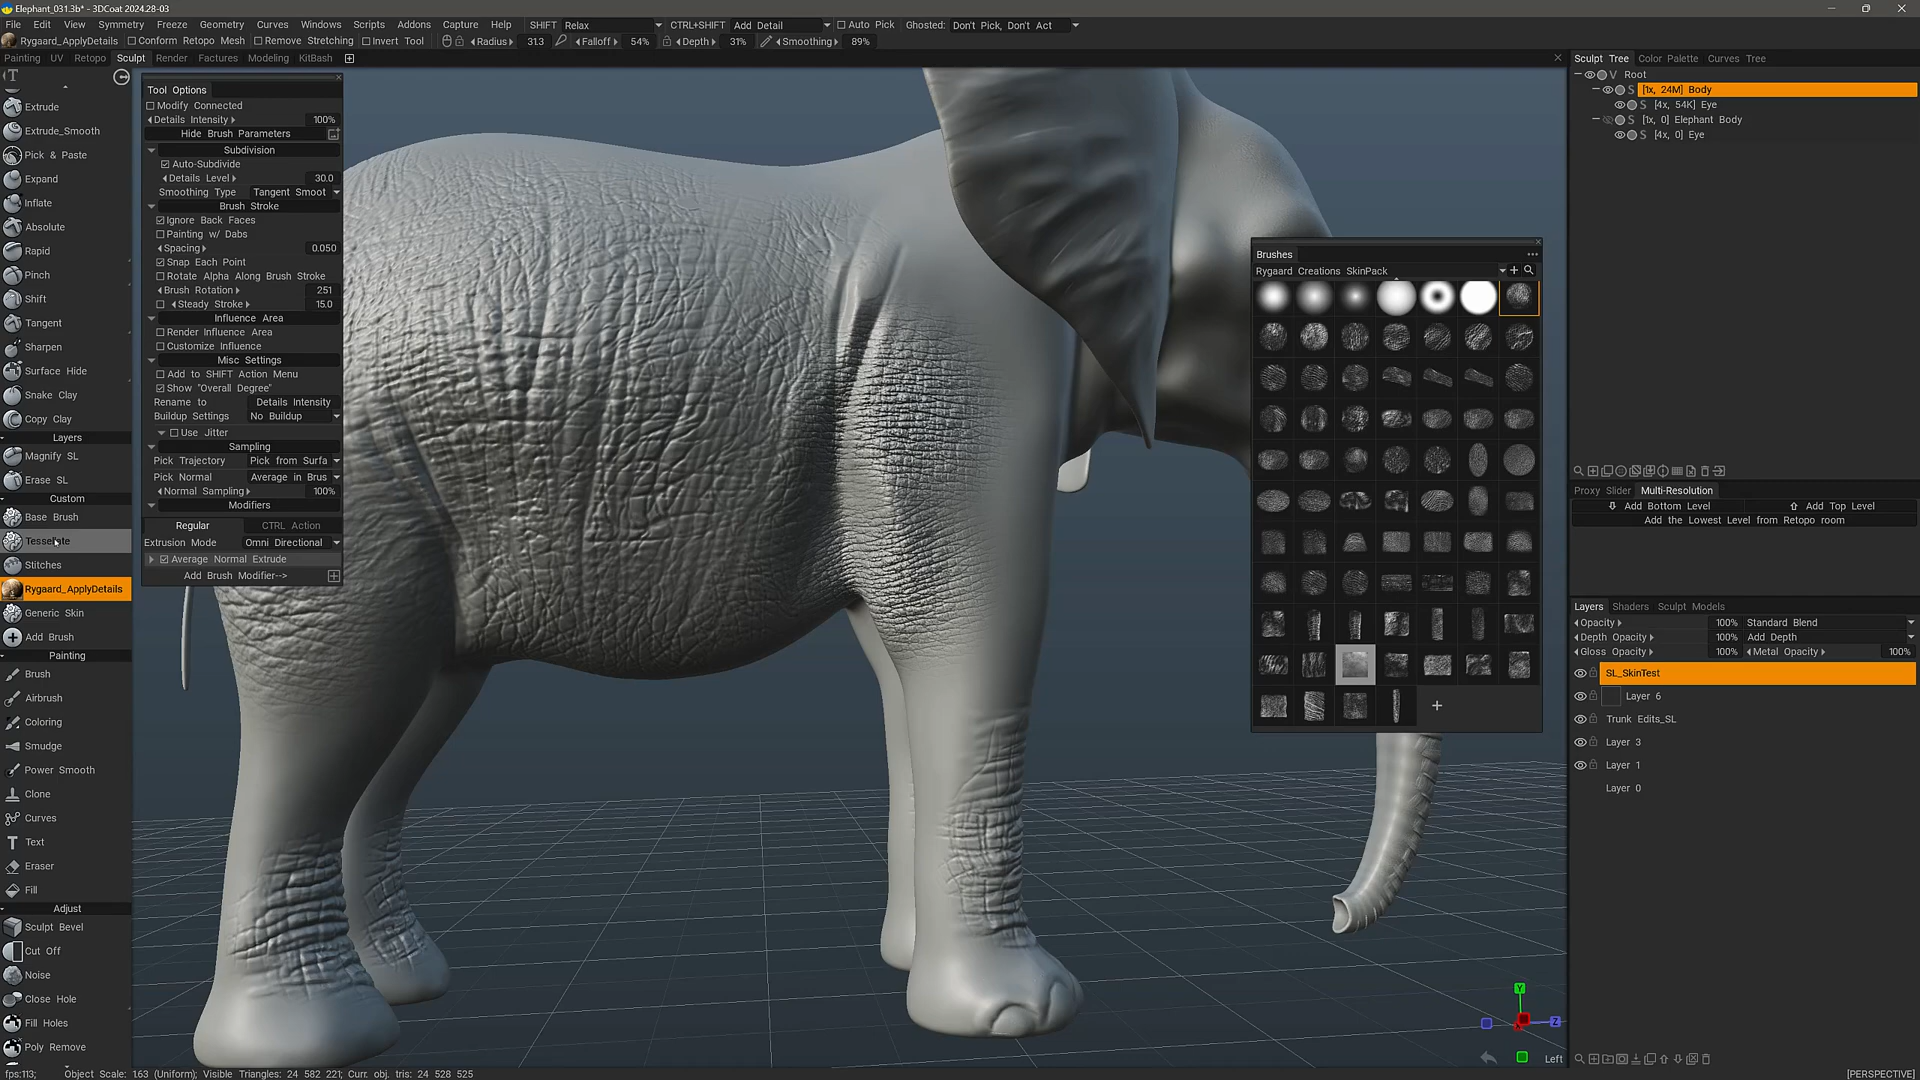 Elephant_031.3b* - 3DCoat 2024.28-03
File Edit View Symmetry Freeze Geometry Curves Windows Scripts Addons Capture Help SHIFT Relax CTRL+SHIFT Add Detail Auto Pick Ghosted: Don't Pick, Don't Act
Rygaard_ApplyDetails Conform Retopo Mesh Remove Stretching Invert Tool Radius 31.3 Falloff 54% Depth 31% Smoothing 89%
Painting UV Retopo Sculpt Render Factures Modeling KitBash
Extrude
Extrude_Smooth
Pick & Paste
Expand
Inflate
Absolute
Rapid
Pinch
Shift
Tangent
Sharpen
Surface Hide
Snake Clay
Copy Clay
Layers
Magnify SL
Erase SL
Custom
Base Brush
Stitches
Rygaard_ApplyDetails
Generic Skin
Add Brush
Painting
Brush
Airbrush
Coloring
Smudge
Power Smooth
Clone
Curves
Text
Eraser
Fill
Adjust
Sculpt Bevel
Cut Off
Noise
Close Hole
Fill Holes
Poly Remove
Tool Options
Modify Connected
Details Intensity 100%
Hide Brush Parameters
Subdivision
Auto-Subdivide
Details Level 30.0
Smoothing Type Tangent Smoot
Brush Stroke
Ignore Back Faces
Painting w/ Dabs
Spacing 0.050
Snap Each Point
Rotate Alpha Along Brush Stroke
Brush Rotation 251
Steady Stroke 15.0
Influence Area
Render Influence Area
Customize Influence
Misc Settings
Add to SHIFT Action Menu
Show "Overall Degree"
Rename to Details Intensity
Buildup Settings No Buildup
Use Jitter
Sampling
Pick Trajectory Pick from Surfa
Pick Normal Average in Brus
Normal Sampling 100%
Modifiers
Regular CTRL Action
Extrusion Mode Omni Directional
Average Normal Extrude
Add Brush Modifier-->
Brushes
Rygaard Creations SkinPack
Sculpt Tree Color Palette Curves Tree
V Root
S [1x, 24M] Body
S [4x, 54K] Eye
S [1x, 0] Elephant Body
S [4x, 0] Eye
Proxy Slider Multi-Resolution
Add Bottom Level Add Top Level
Add the Lowest Level from Retopo room
Layers Shaders Sculpt Models
Opacity 100% Standard Blend
Depth Opacity 100% Add Depth
Gloss Opacity 100% Metal Opacity 100%
SL_SkinTest
Layer 6
Trunk Edits_SL
Layer 3
Layer 1
Layer 0
Y
Z
Left
fps:113; Object Scale: 1.63 (Uniform); Visible Triangles: 24 582 221; Curr. obj. tris: 24 528 525
[PERSPECTIVE]